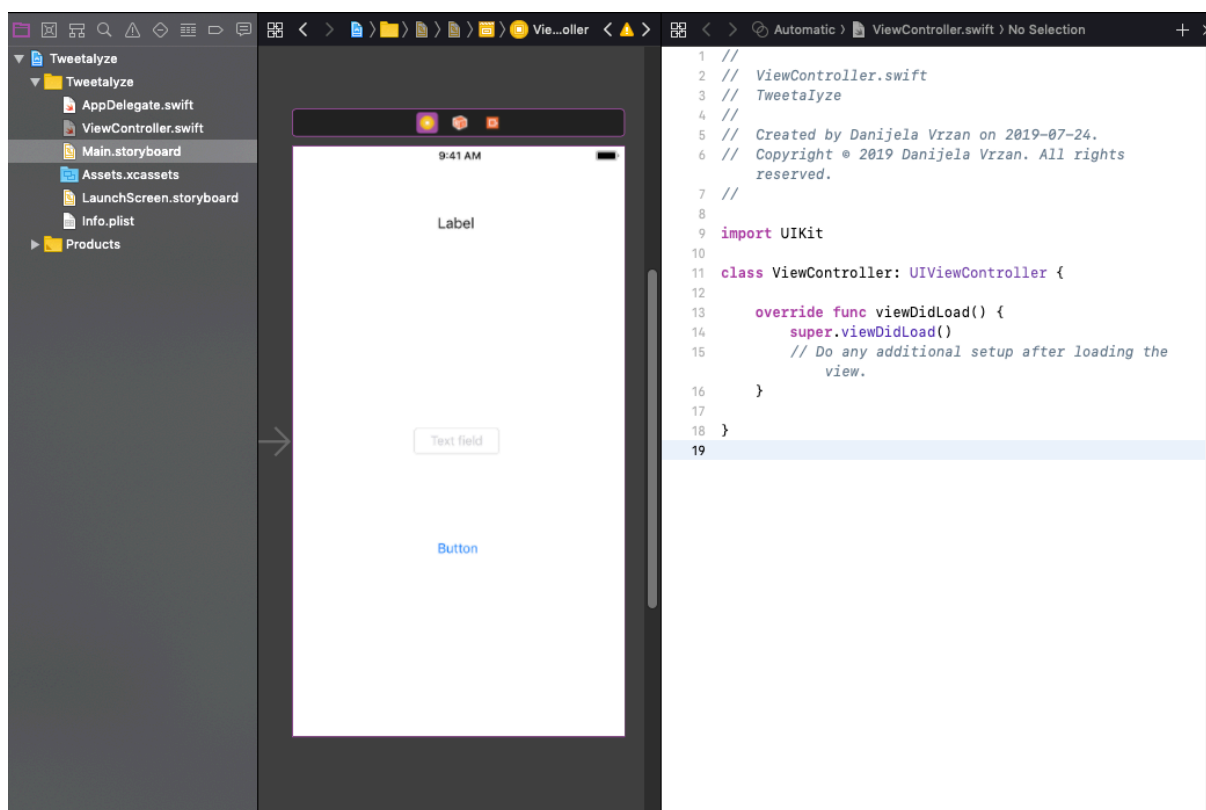 Vie...oller
Automatic
ViewController.swift
No Selection
Tweetalyze
Tweetalyze
AppDelegate.swift
ViewController.swift
Main.storyboard
Assets.xcassets
LaunchScreen.storyboard
Info.plist
Products
9:41 AM
Label
Text field
Button
1 //
2 // ViewController.swift
3 // Tweetalyze
4 //
5 // Created by Danijela Vrzan on 2019-07-24.
6 // Copyright © 2019 Danijela Vrzan. All rights
reserved.
7 //
8
9 import UIKit
10
11 class ViewController: UIViewController {
12
13 override func viewDidLoad() {
14 super.viewDidLoad()
15 // Do any additional setup after loading the
view.
16 }
17
18 }
19